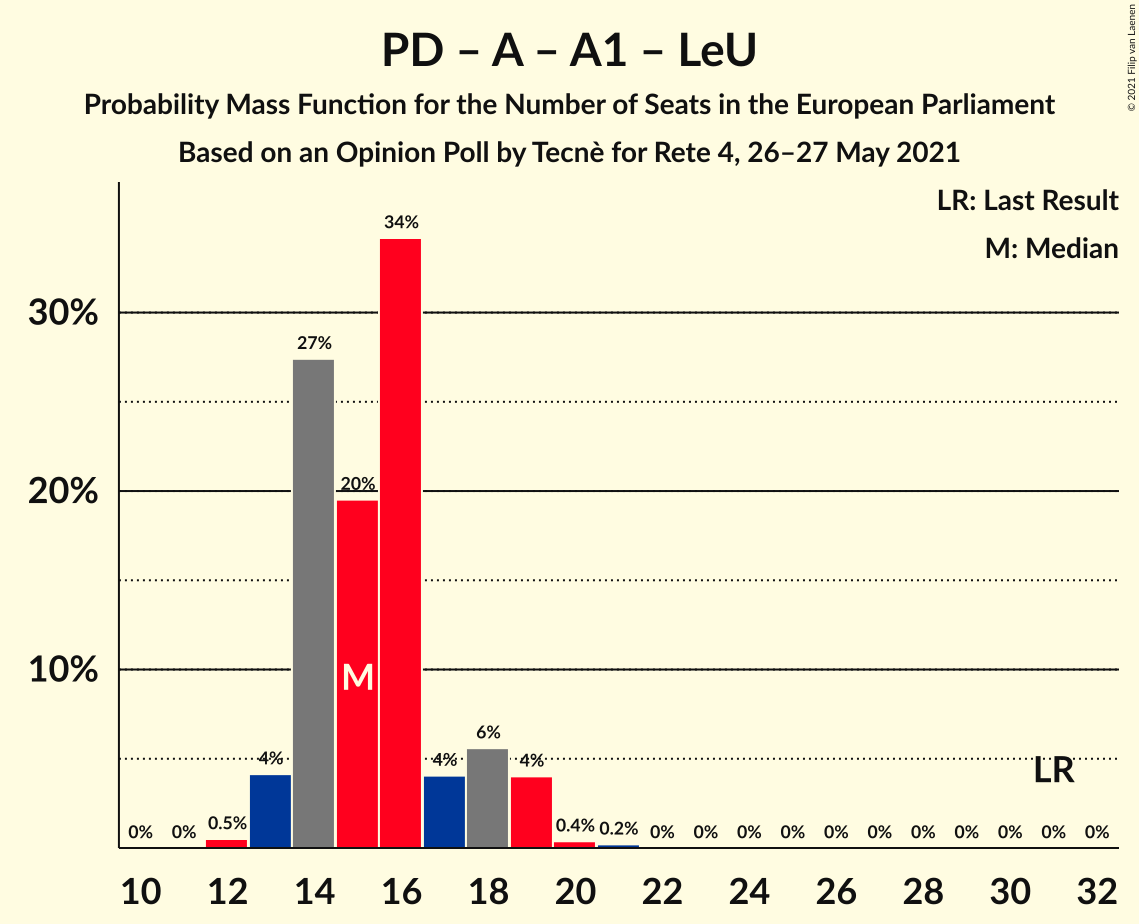 PD – A – A1 – LeU
Probability Mass Function for the Number of Seats in the European Parliament
Based on an Opinion Poll by Tecnè for Rete 4, 26–27 May 2021
© 2021 Filip van Laenen
LR: Last Result
M: Median
30%
20%
10%
0% 0% 0.5% 4% 27% 20% 34% 4% 6% 4% 0.4% 0.2% 0% 0% 0% 0% 0% 0% 0% 0% 0% 0% 0%
M
LR
10 12 14 16 18 20 22 24 26 28 30 32